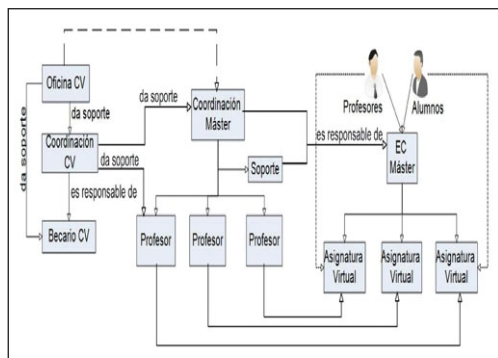 Oficina CV
da soporte
da soporte
Coordinación
CV
da soporte
es responsable de
Becario CV
da soporte
Coordinación
Máster
Soporte
Profesor
Profesor
Profesor
es responsable de
Profesores
Alumnos
EC
Máster
Asignatura
Virtual
Asignatura
Virtual
Asignatura
Virtual